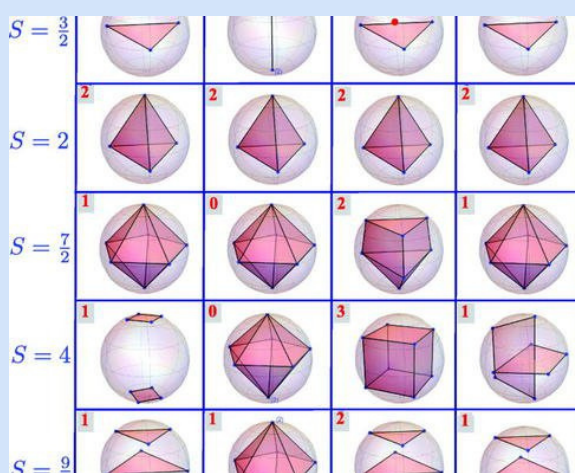 S = 3/2
2 2 2 2
S = 2
1 0 2 1
S = 7/2
1 0 3 1
S = 4
1 1 2 1
S = 9